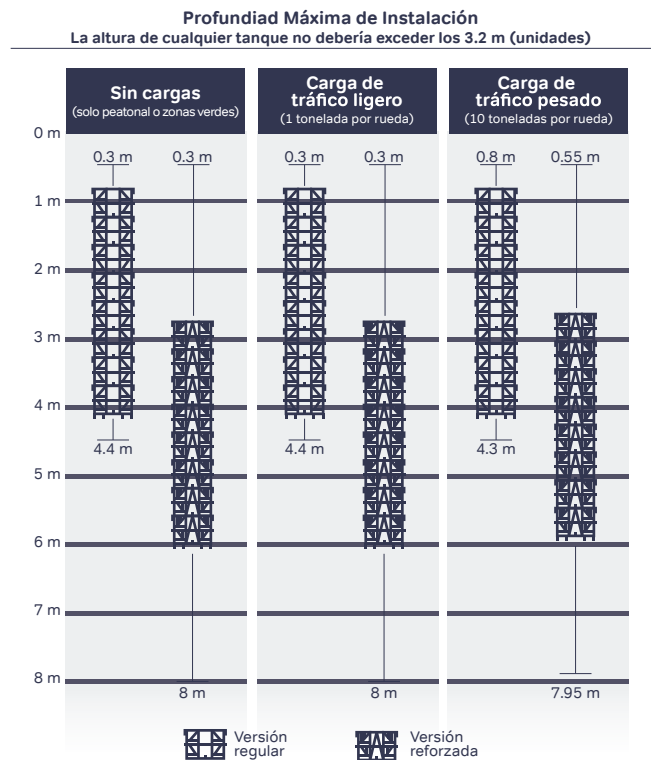 Profundiad Máxima de Instalación
La altura de cualquier tanque no debería exceder los 3.2 m (unidades)
Sin cargas
(solo peatonal o zonas verdes)
Carga de
tráfico ligero
(1 tonelada por rueda)
Carga de
tráfico pesado
(10 toneladas por rueda)
0 m
0.3 m 0.3 m 0.3 m 0.3 m 0.8 m 0.55 m
1 m
2 m
3 m
4 m
4.4 m 4.4 m 4.3 m
5 m
6 m
7 m
8 m
8 m 8 m 7.95 m
Versión
regular
Versión
reforzada